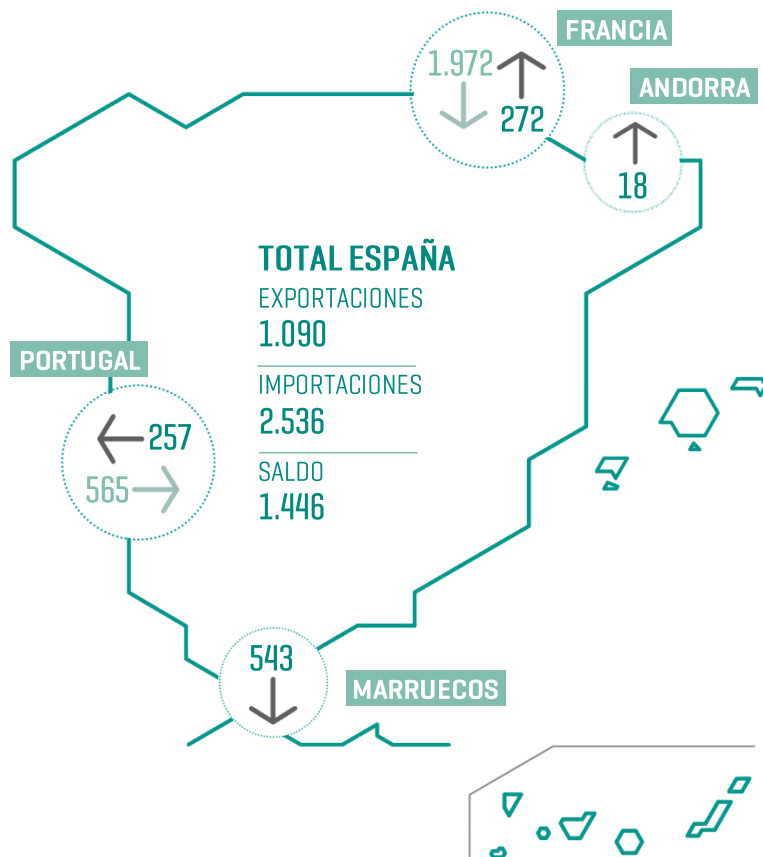 FRANCIA
1.972
272
ANDORRA
18
TOTAL ESPAÑA
EXPORTACIONES
1.090
IMPORTACIONES
2.536
SALDO
1.446
PORTUGAL
257
565
543
MARRUECOS